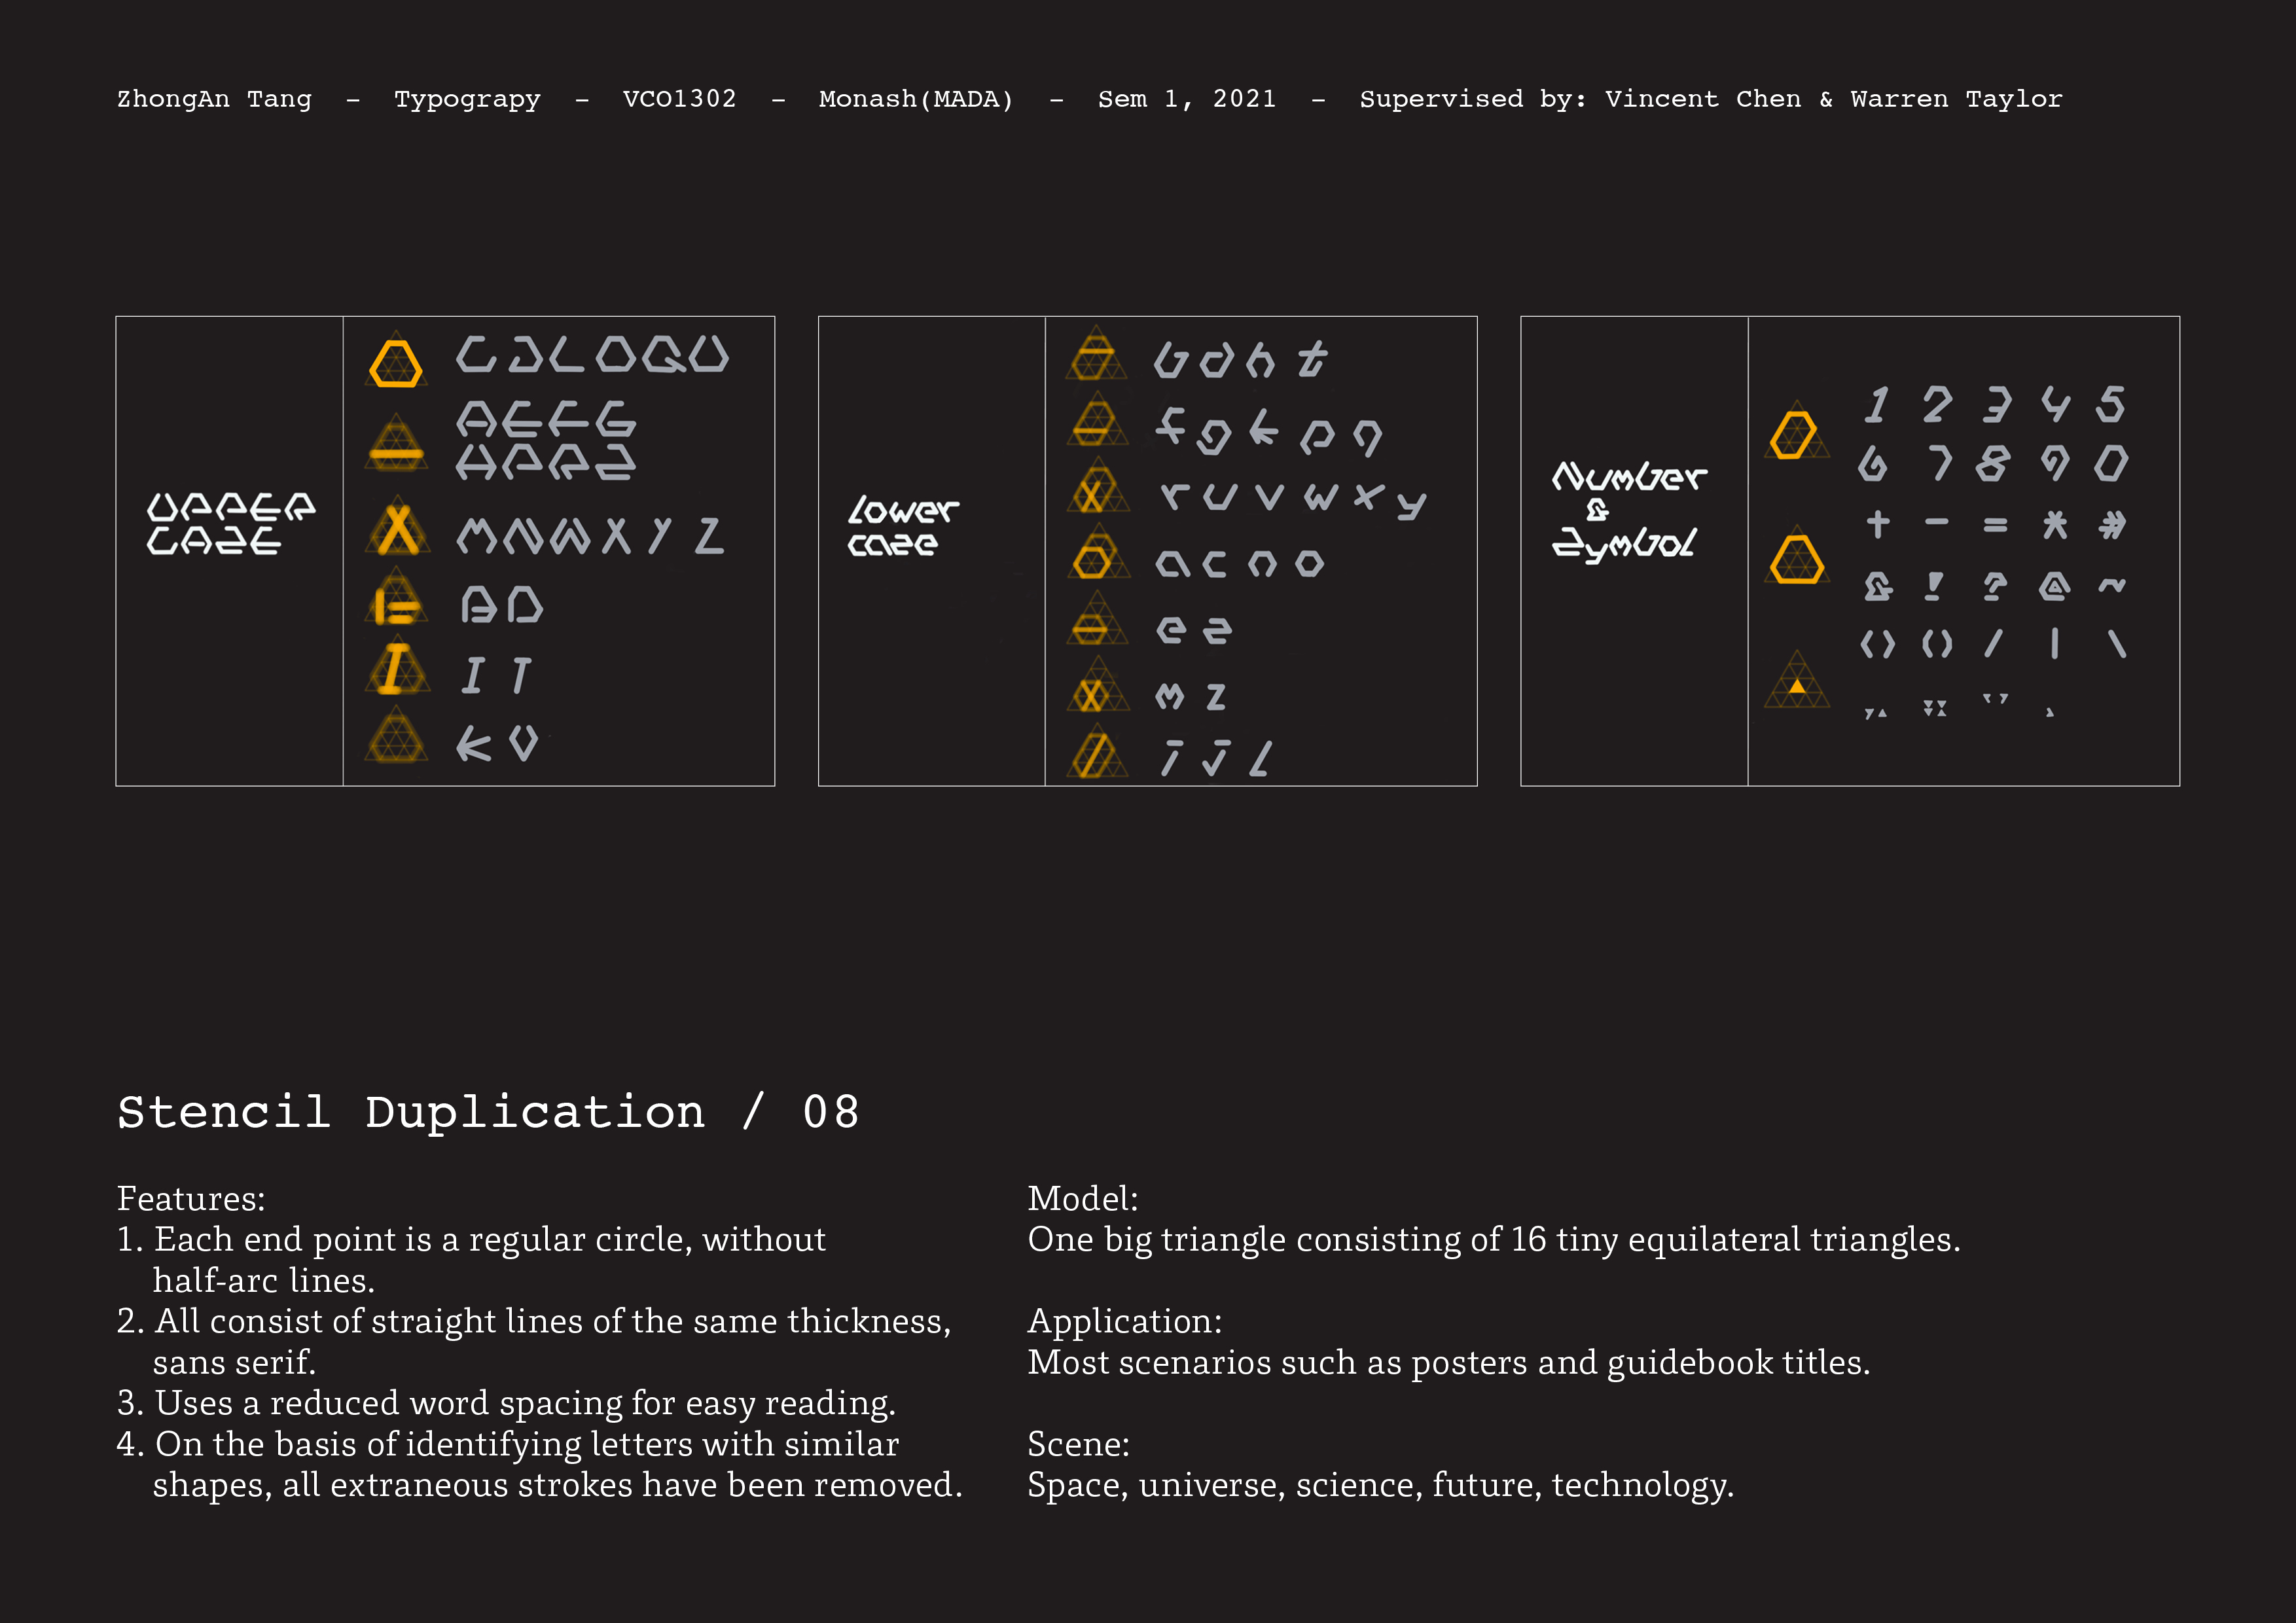 ZhongAn Tang – Typograpy – VCO1302 – Monash(MADA) – Sem 1, 2021 – Supervised by: Vincent Chen & Warren Taylor
UPPER
CASE
C J L O Q U
A E F G
H P R S
M N W X Y Z
B D
I T
K V
Lower
case
b d h t
f g k p q
r u v w x y
a c n o
e s
m z
i j l
Number
&
Symbol
1 2 3 4 5
6 7 8 9 0
+ - = * #
& ! ? @ ~
< > ( ) / | \
Stencil Duplication / 08
Features:
1. Each end point is a regular circle, without
half-arc lines.
2. All consist of straight lines of the same thickness,
sans serif.
3. Uses a reduced word spacing for easy reading.
4. On the basis of identifying letters with similar
shapes, all extraneous strokes have been removed.
Model:
One big triangle consisting of 16 tiny equilateral triangles.
Application:
Most scenarios such as posters and guidebook titles.
Scene:
Space, universe, science, future, technology.